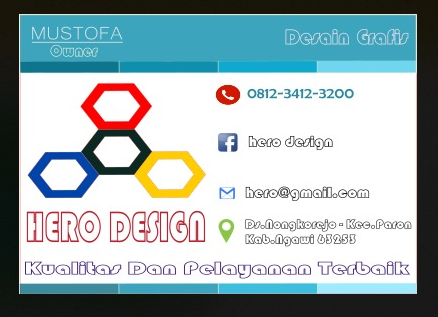 MUSTOFA
Owner
Desain Grafis
0812-3412-3200
hero design
hero@gmail.com
Ds.Nongkorejo - Kec.Paron
Kab.Ngawi 63253
HERO DESIGN
Kualitas Dan Pelayanan Terbaik